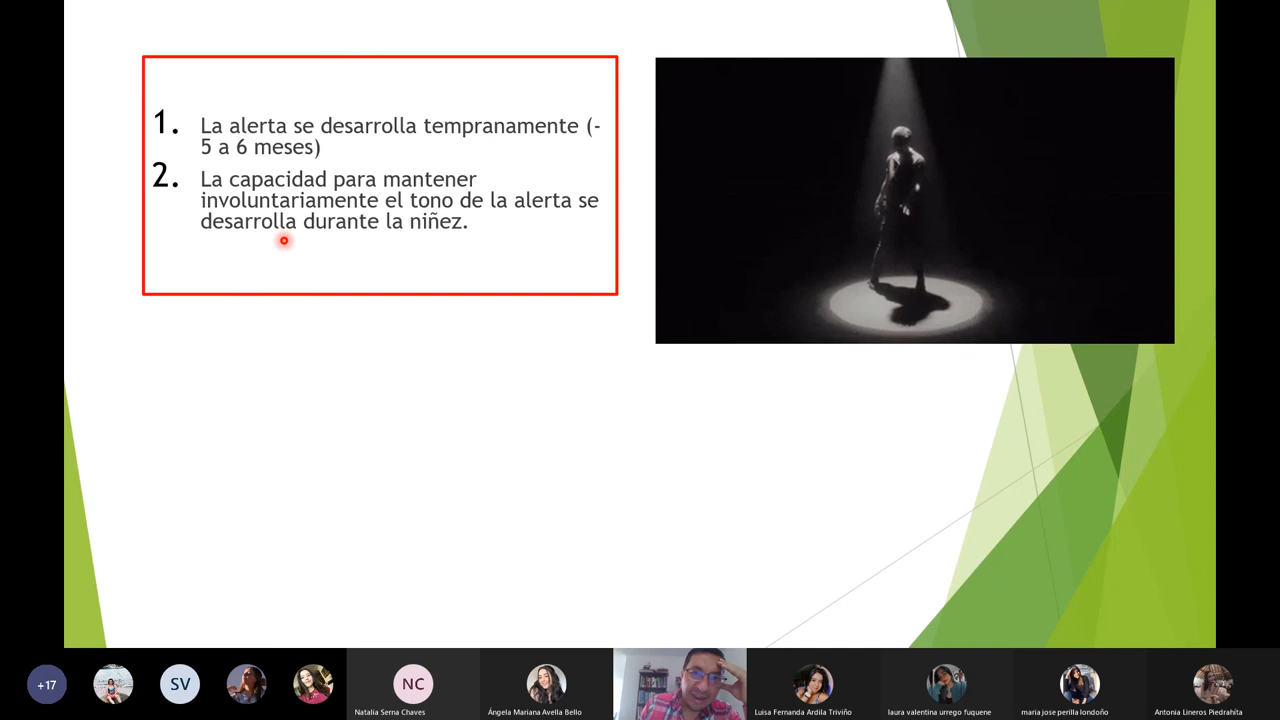 1. La alerta se desarrolla tempranamente (-
5 a 6 meses)
2. La capacidad para mantener
involuntariamente el tono de la alerta se
desarrolla durante la niñez.
+17
SV
NC
Natalia Serna Chaves
Ángela Mariana Avella Bello
Luisa Fernanda Ardila Triviño
laura valentina urrego fuquene
maria jose perilla londoño
Antonia Lineros Piedrahíta